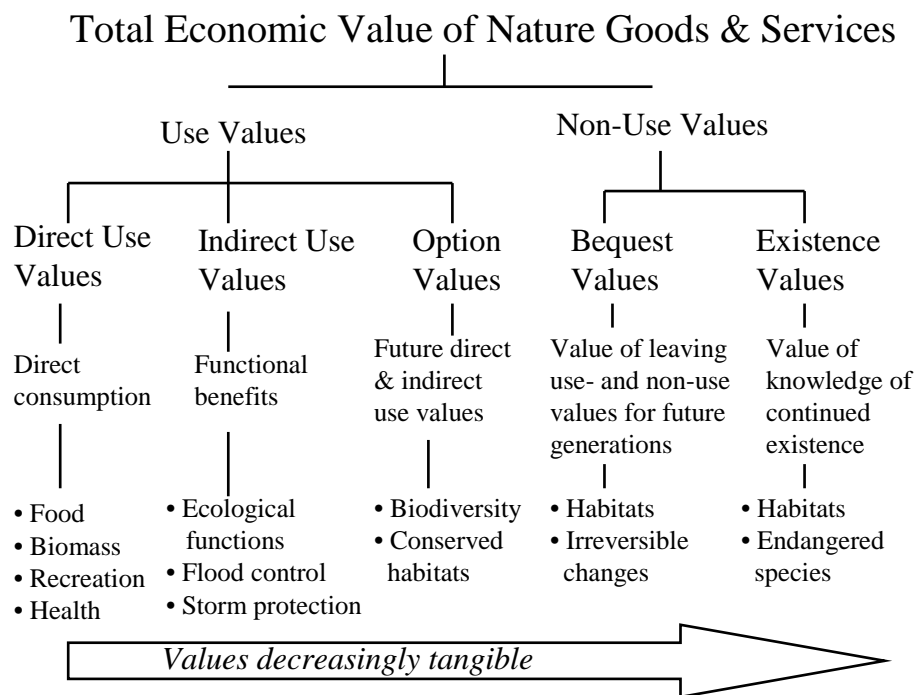 Total Economic Value of Nature Goods & Services
Use Values
Non-Use Values
Direct Use
Values
Indirect Use
Values
Option
Values
Bequest
Values
Existence
Values
Direct
consumption
Functional
benefits
Future direct
& indirect
use values
Value of leaving
use- and non-use
values for future
generations
Value of
knowledge of
continued
existence
• Food
• Biomass
• Recreation
• Health
• Ecological
functions
• Flood control
• Storm protection
• Biodiversity
• Conserved
habitats
• Habitats
• Irreversible
changes
• Habitats
• Endangered
species
Values decreasingly tangible